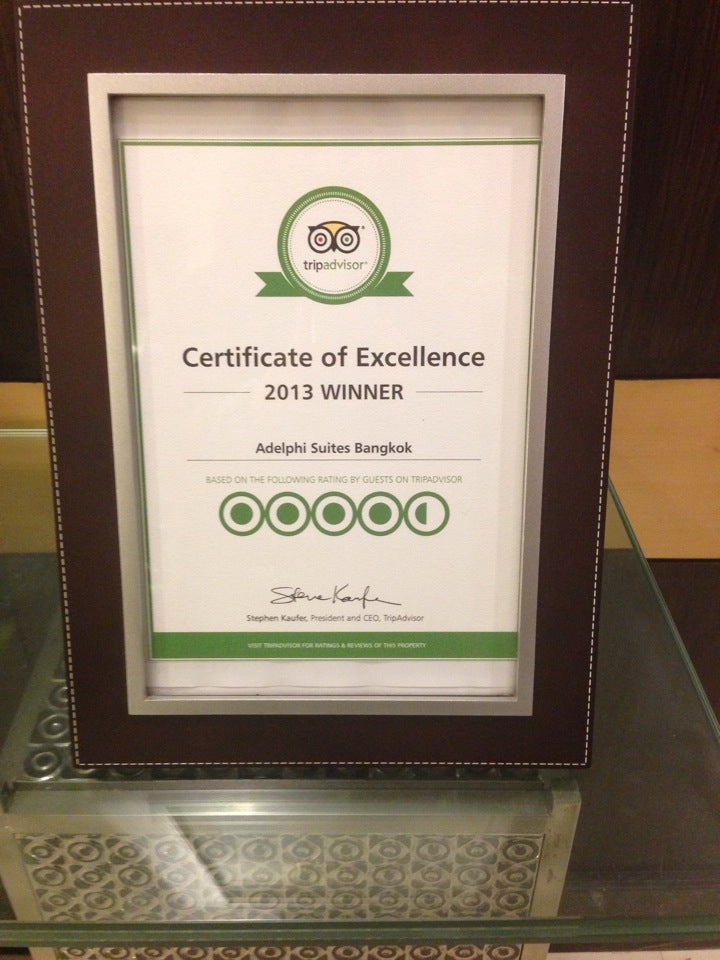 tripadvisor®
Certificate of Excellence
2013 WINNER
Adelphi Suites Bangkok
BASED ON THE FOLLOWING RATING BY GUESTS ON TRIPADVISOR
Steve Kaufer
Stephen Kaufer, President and CEO, TripAdvisor
VISIT TRIPADVISOR FOR RATINGS & REVIEWS OF THIS PROPERTY